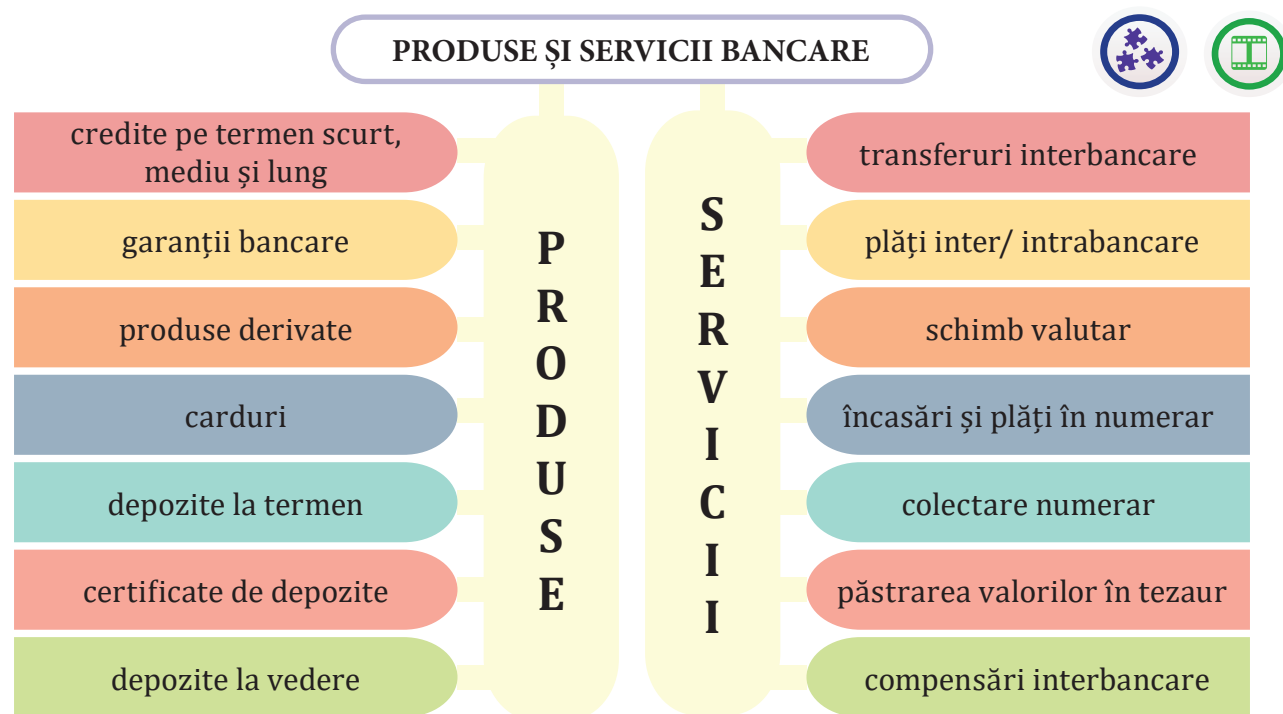 PRODUSE ȘI SERVICII BANCARE
credite pe termen scurt,
mediu și lung
garanții bancare
produse derivate
carduri
depozite la termen
certificate de depozite
depozite la vedere
PRODUSE
SERVICII
transferuri interbancare
plăți inter/ intrabancare
schimb valutar
încasări și plăți în numerar
colectare numerar
păstrarea valorilor în tezaur
compensări interbancare